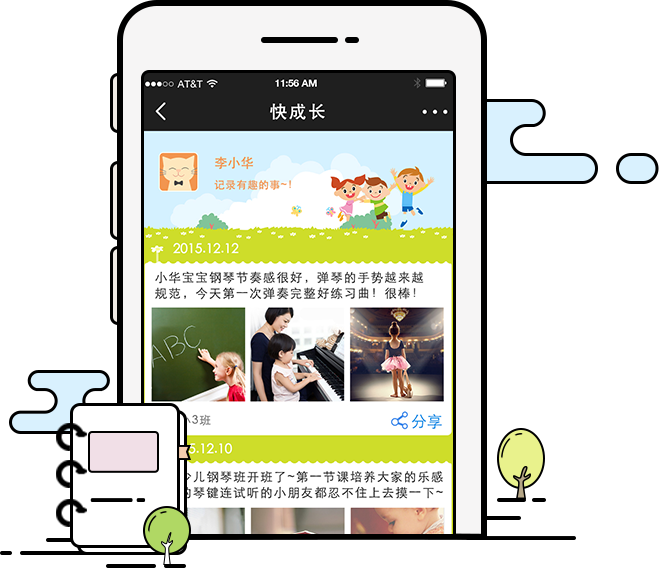 AT&T 11:56 AM
快成长
李小华
记录有趣的事~!
2015.12.12
小华宝宝钢琴节奏感很好，弹琴的手势越来越
规范，今天第一次弹奏完整好练习曲！很棒！
ABC
3班 分享
5.12.10
少儿钢琴班开班了~第一节课培养大家的乐感
的琴键连试听的小朋友都忍不住上去摸一下~